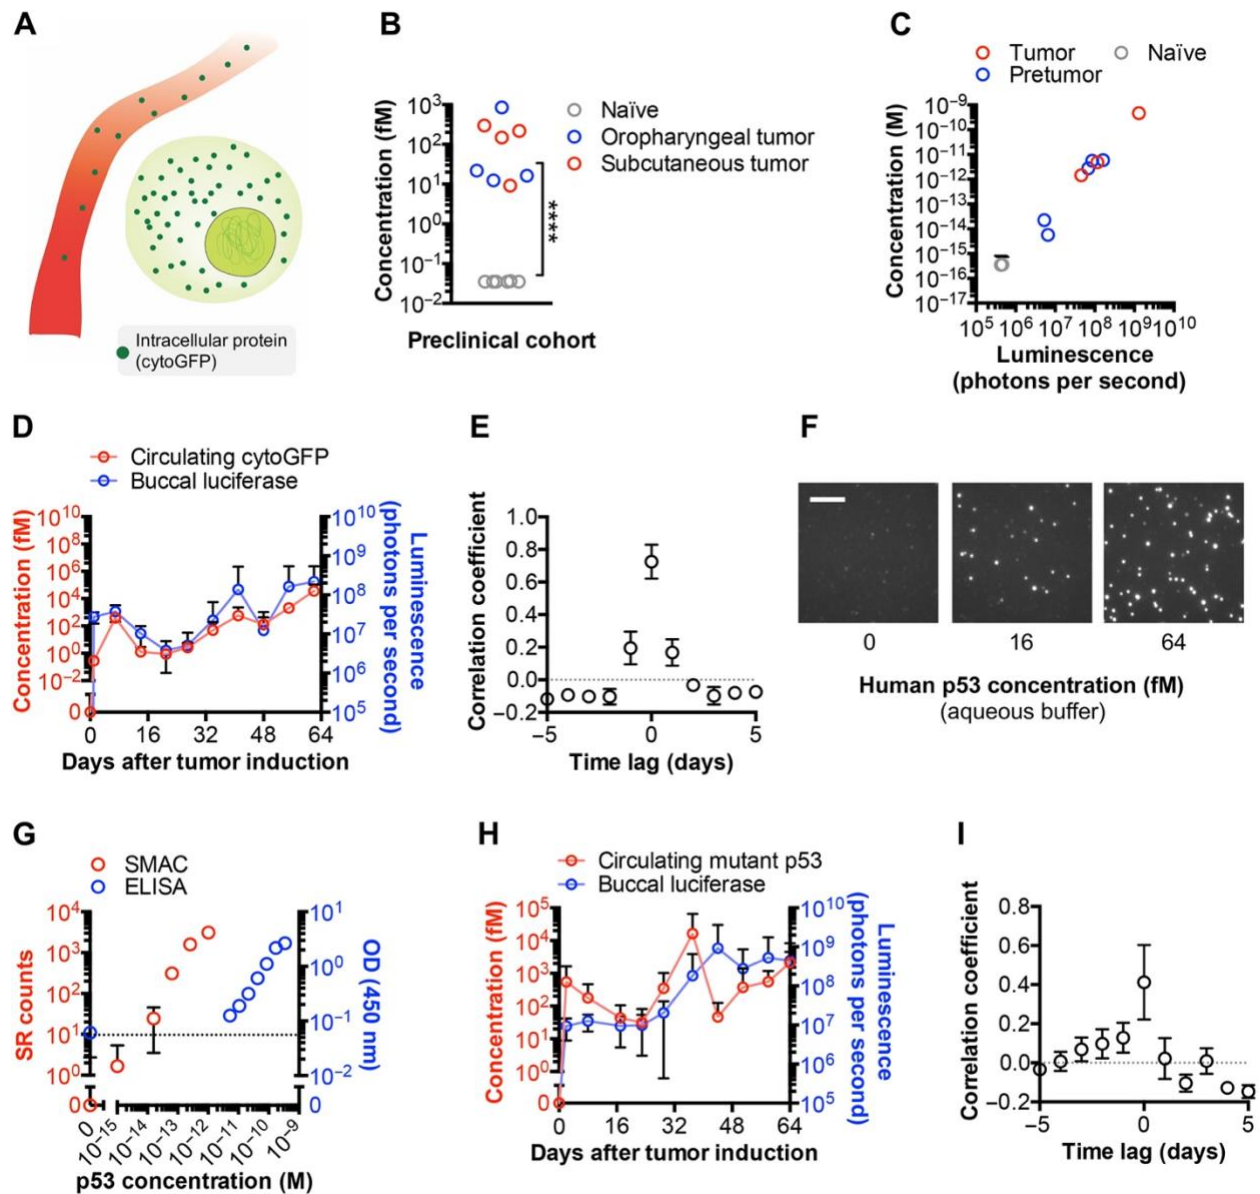 A
Intracellular protein
(cytoGFP)
B
Concentration (fM)
10³
10²
10¹
10⁰
10⁻¹
10⁻²
****
Naïve
Oropharyngeal tumor
Subcutaneous tumor
Preclinical cohort
C
Tumor
Naïve
Pretumor
Concentration (M)
10⁻⁹
10⁻¹⁰
10⁻¹¹
10⁻¹²
10⁻¹³
10⁻¹⁴
10⁻¹⁵
10⁻¹⁶
10⁻¹⁷
10⁵ 10⁶ 10⁷ 10⁸ 10⁹ 10¹⁰
Luminescence
(photons per second)
D
Circulating cytoGFP
Buccal luciferase
Concentration (fM)
10¹⁰
10⁸
10⁶
10⁴
10²
10⁰
10⁻²
0
10¹⁰
10⁹
10⁸
10⁷
10⁶
10⁵
Luminescence
(photons per second)
0 16 32 48 64
Days after tumor induction
E
Correlation coefficient
1.0
0.8
0.6
0.4
0.2
0.0
−0.2
−5 0 5
Time lag (days)
F
0 16 64
Human p53 concentration (fM)
(aqueous buffer)
G
SMAC
ELISA
SR counts
10⁴
10³
10²
10¹
10⁰
0
10¹
10⁰
10⁻¹
10⁻²
0
OD (450 nm)
0 10⁻¹⁵ 10⁻¹⁴ 10⁻¹³ 10⁻¹² 10⁻¹¹ 10⁻¹⁰ 10⁻⁹
p53 concentration (M)
H
Circulating mutant p53
Buccal luciferase
Concentration (fM)
10⁵
10⁴
10³
10²
10¹
10⁰
0
10¹⁰
10⁹
10⁸
10⁷
10⁶
10⁵
Luminescence
(photons per second)
0 16 32 48 64
Days after tumor induction
I
Correlation coefficient
0.8
0.6
0.4
0.2
0.0
−0.2
−5 0 5
Time lag (days)